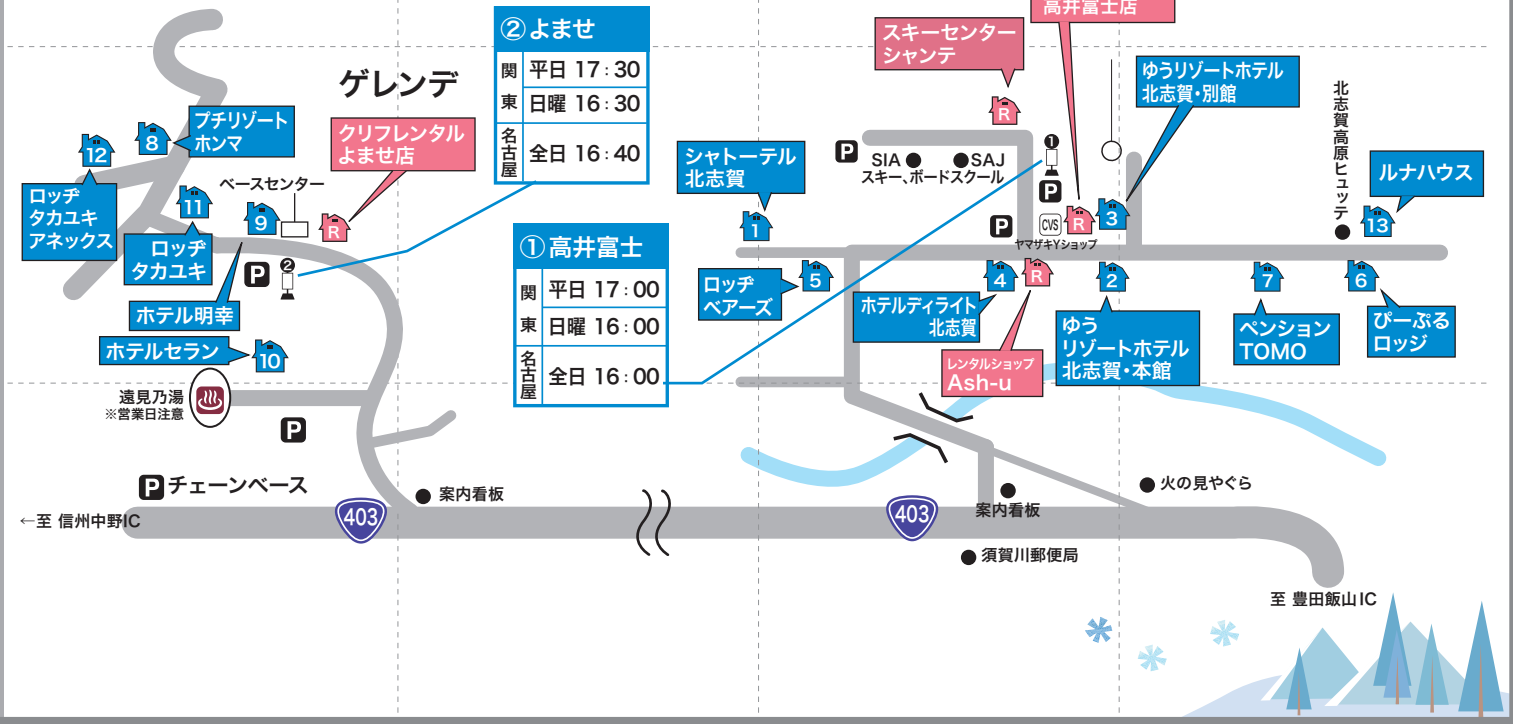 高井富士店
②よませ
関東
平日 17:30
日曜 16:30
名古屋
全日 16:40
ゲレンデ
スキーセンター
シャンテ
R
ゆうリゾートホテル
北志賀・別館
北志賀高原ヒュッテ
プチリゾート
ホンマ
8
12
クリフレンタル
よませ店
R
ロッヂ
タカユキ
アネックス
11
ベースセンター
9
ロッヂ
タカユキ
P
❷
ホテル明幸
ホテルセラン
10
遠見乃湯
※営業日注意
P
①高井富士
関東
平日 17:00
日曜 16:00
名古屋
全日 16:00
シャトーテル
北志賀
1
P
SIA
SAJ
スキー、ボードスクール
❶
P
P
CVS
R
3
ヤマザキYショップ
ルナハウス
13
ロッヂ
ベアーズ
5
4
R
2
7
6
ホテルディライト
北志賀
レンタルショップ
Ash-u
ゆう
リゾートホテル
北志賀・本館
ペンション
TOMO
ぴーぷる
ロッジ
P チェーンベース
←至 信州中野IC
403
案内看板
403
案内看板
火の見やぐら
須賀川郵便局
至 豊田飯山IC